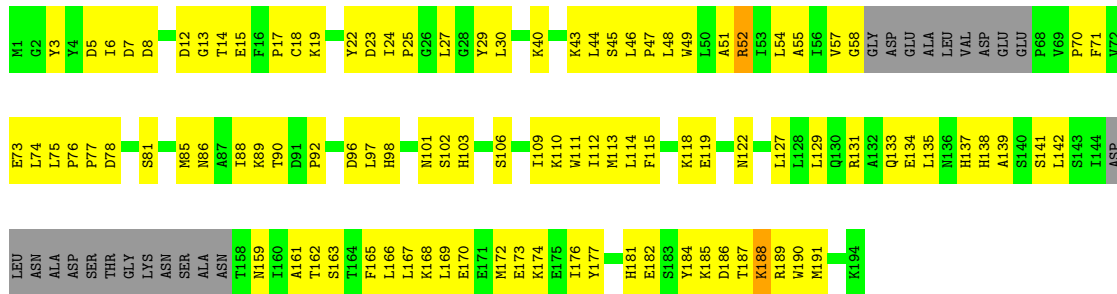 M1 G2 Y3 Y4 D5 I6 D7 D8 D12 G13 T14 E15 F16 P17 C18 K19 Y22 D23 I24 P25 G26 L27 G28 Y29 L30 K40 K43 L44 S45 L46 P47 L48 W49 L50 A51 R52 I53 L54 A55 I56 V57 G58 GLY ASP GLU ALA LEU VAL ASP GLU GLU P68 V69 P70 F71 V72
E73 L74 L75 P76 P77 D78 S81 M85 N86 A87 I88 K89 T90 D91 P92 D96 L97 H98 N101 S102 H103 S106 I109 K110 W111 I112 M113 L114 F115 K118 E119 N122 L127 L128 L129 Q130 R131 A132 Q133 E134 L135 N136 H137 H138 A139 S140 S141 L142 S143 I144 ASP
LEU ASN ALA ASP SER THR GLY LYS ASN SER ALA ASN T158 N159 I160 A161 T162 S163 T164 F165 L166 L167 K168 L169 E170 E171 M172 E173 K174 E175 I176 Y177 H181 E182 S183 Y184 K185 D186 T187 K188 R189 W190 M191 K194